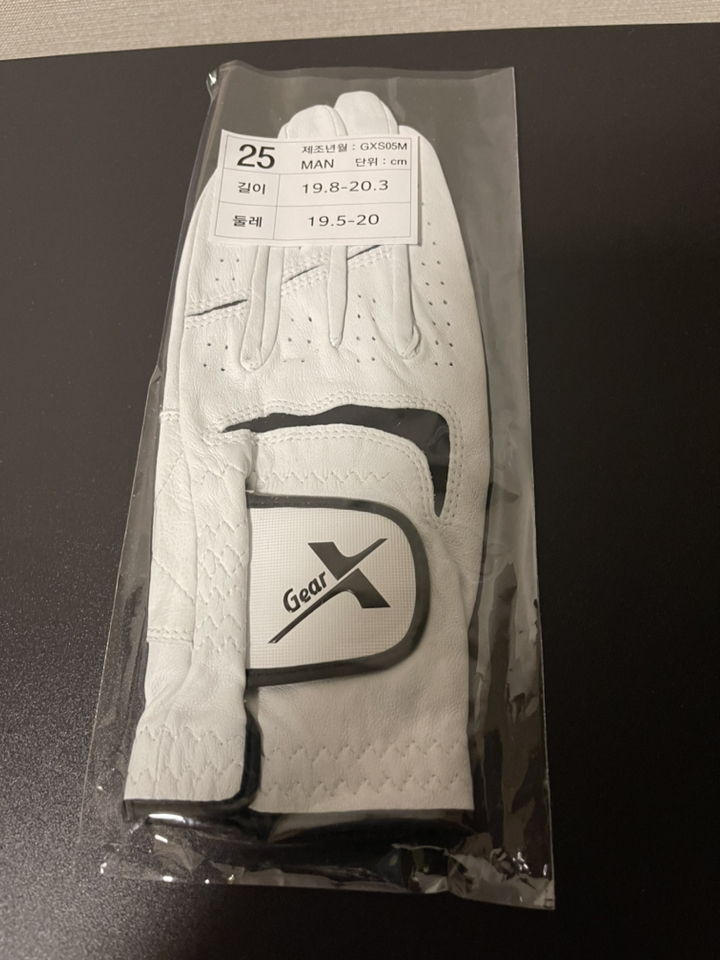 25
제조년월 : GXS05M
MAN 단위 : cm
길이 19.8-20.3
둘레 19.5-20
Gear X